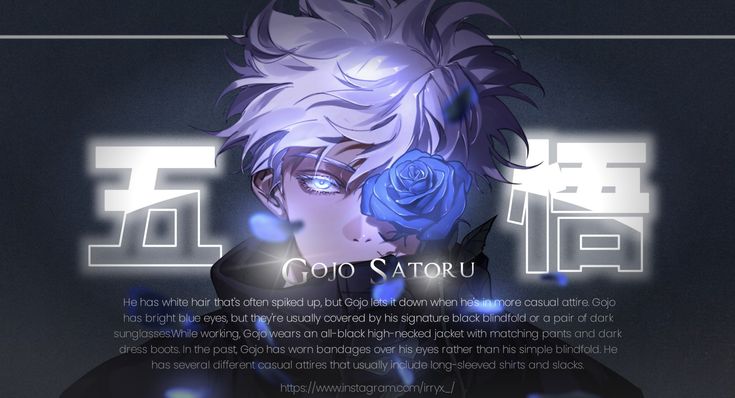 五 悟
Gojo Satoru
He has white hair that's often spiked up, but Gojo lets it down when he's in more casual attire. Gojo
has bright blue eyes, but they're usually covered by his signature black blindfold or a pair of dark
sunglasses.While working, Gojo wears an all-black high-necked jacket with matching pants and dark
dress boots. In the past, Gojo has worn bandages over his eyes rather than his simple blindfold. He
has several different casual attires that usually include long-sleeved shirts and slacks.
https://www.instagram.com/irryx_/